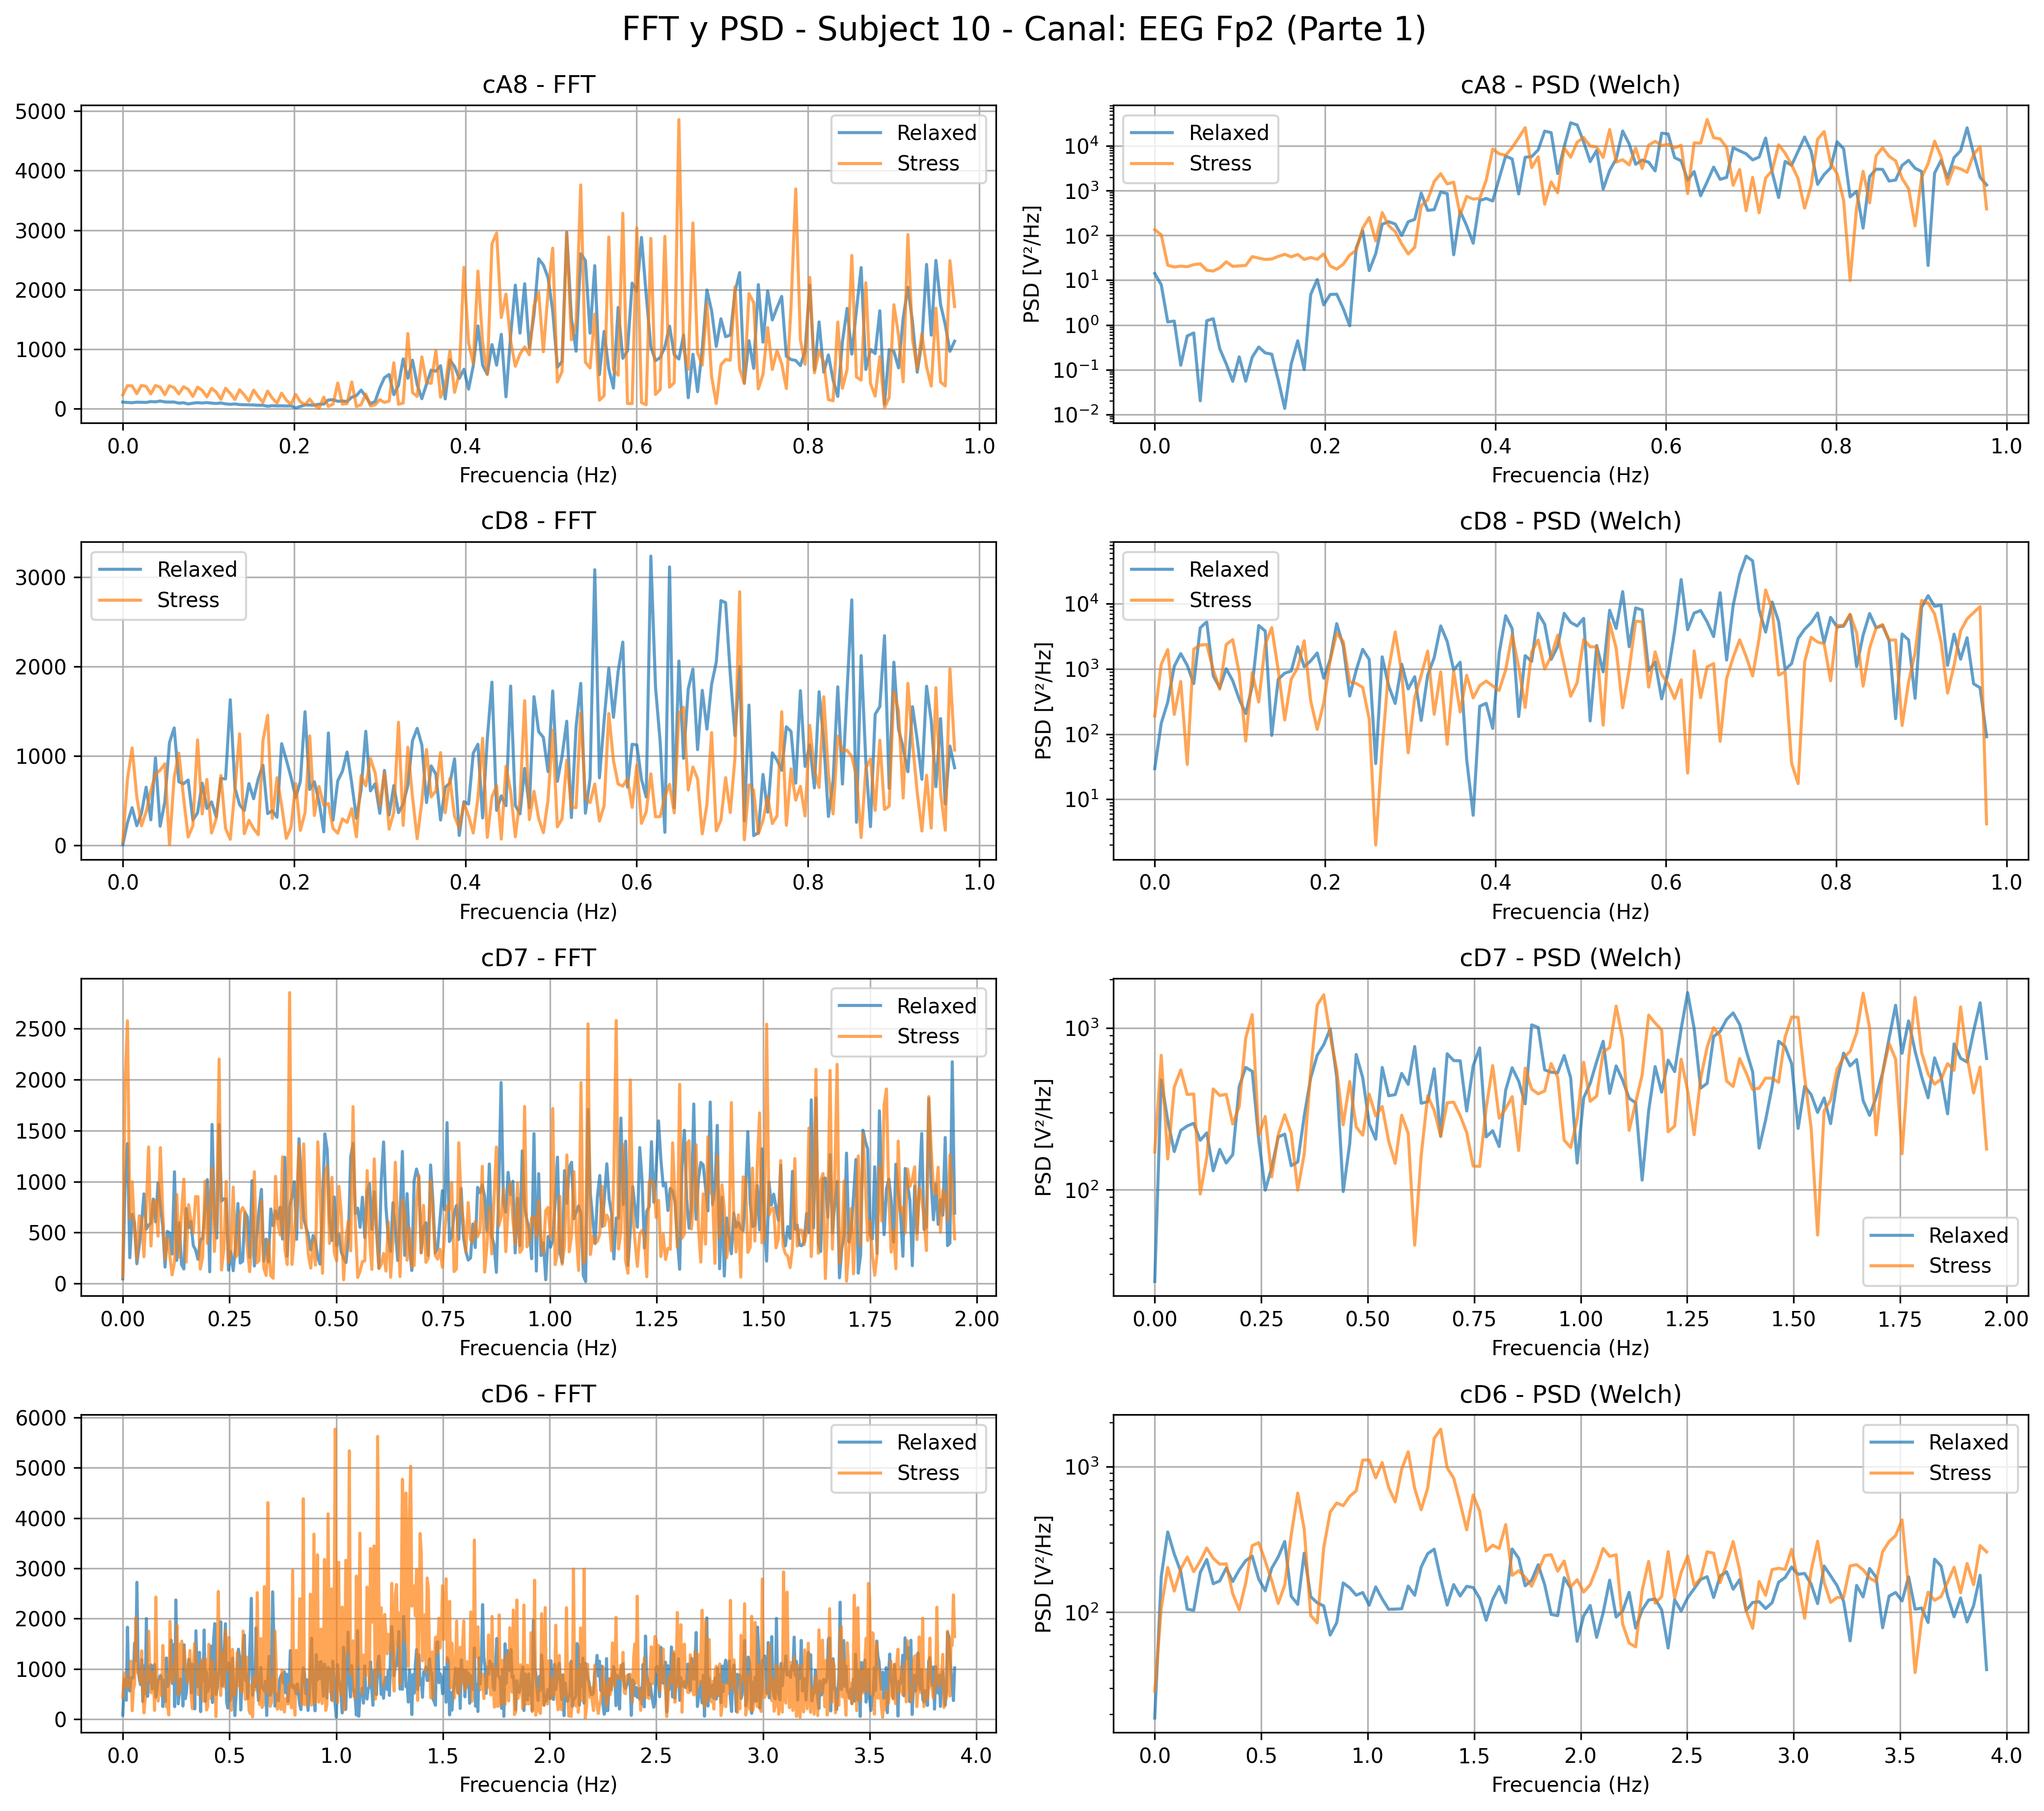 FFT y PSD - Subject 10 - Canal: EEG Fp2 (Parte 1)
cA8 - FFT
5000
4000
3000
2000
1000
0
Relaxed
Stress
0.0 0.2 0.4 0.6 0.8 1.0
Frecuencia (Hz)
cA8 - PSD (Welch)
PSD [V²/Hz]
10⁴
10³
10²
10¹
10⁰
10⁻¹
10⁻²
Relaxed
Stress
0.0 0.2 0.4 0.6 0.8 1.0
Frecuencia (Hz)
cD8 - FFT
3000
2000
1000
0
Relaxed
Stress
0.0 0.2 0.4 0.6 0.8 1.0
Frecuencia (Hz)
cD8 - PSD (Welch)
PSD [V²/Hz]
10⁴
10³
10²
10¹
Relaxed
Stress
0.0 0.2 0.4 0.6 0.8 1.0
Frecuencia (Hz)
cD7 - FFT
2500
2000
1500
1000
500
0
Relaxed
Stress
0.00 0.25 0.50 0.75 1.00 1.25 1.50 1.75 2.00
Frecuencia (Hz)
cD7 - PSD (Welch)
PSD [V²/Hz]
10³
10²
Relaxed
Stress
0.00 0.25 0.50 0.75 1.00 1.25 1.50 1.75 2.00
Frecuencia (Hz)
cD6 - FFT
6000
5000
4000
3000
2000
1000
0
Relaxed
Stress
0.0 0.5 1.0 1.5 2.0 2.5 3.0 3.5 4.0
Frecuencia (Hz)
cD6 - PSD (Welch)
PSD [V²/Hz]
10³
10²
Relaxed
Stress
0.0 0.5 1.0 1.5 2.0 2.5 3.0 3.5 4.0
Frecuencia (Hz)